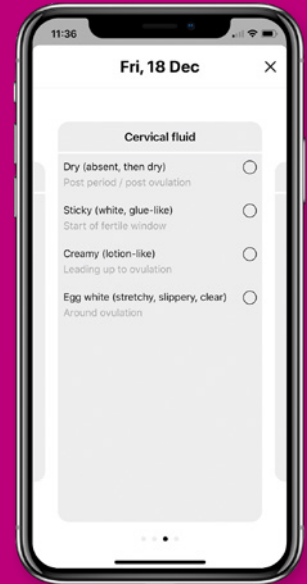 11:36
Fri, 18 Dec
Cervical fluid
Dry (absent, then dry)
Post period / post ovulation
Sticky (white, glue-like)
Start of fertile window
Creamy (lotion-like)
Leading up to ovulation
Egg white (stretchy, slippery, clear)
Around ovulation